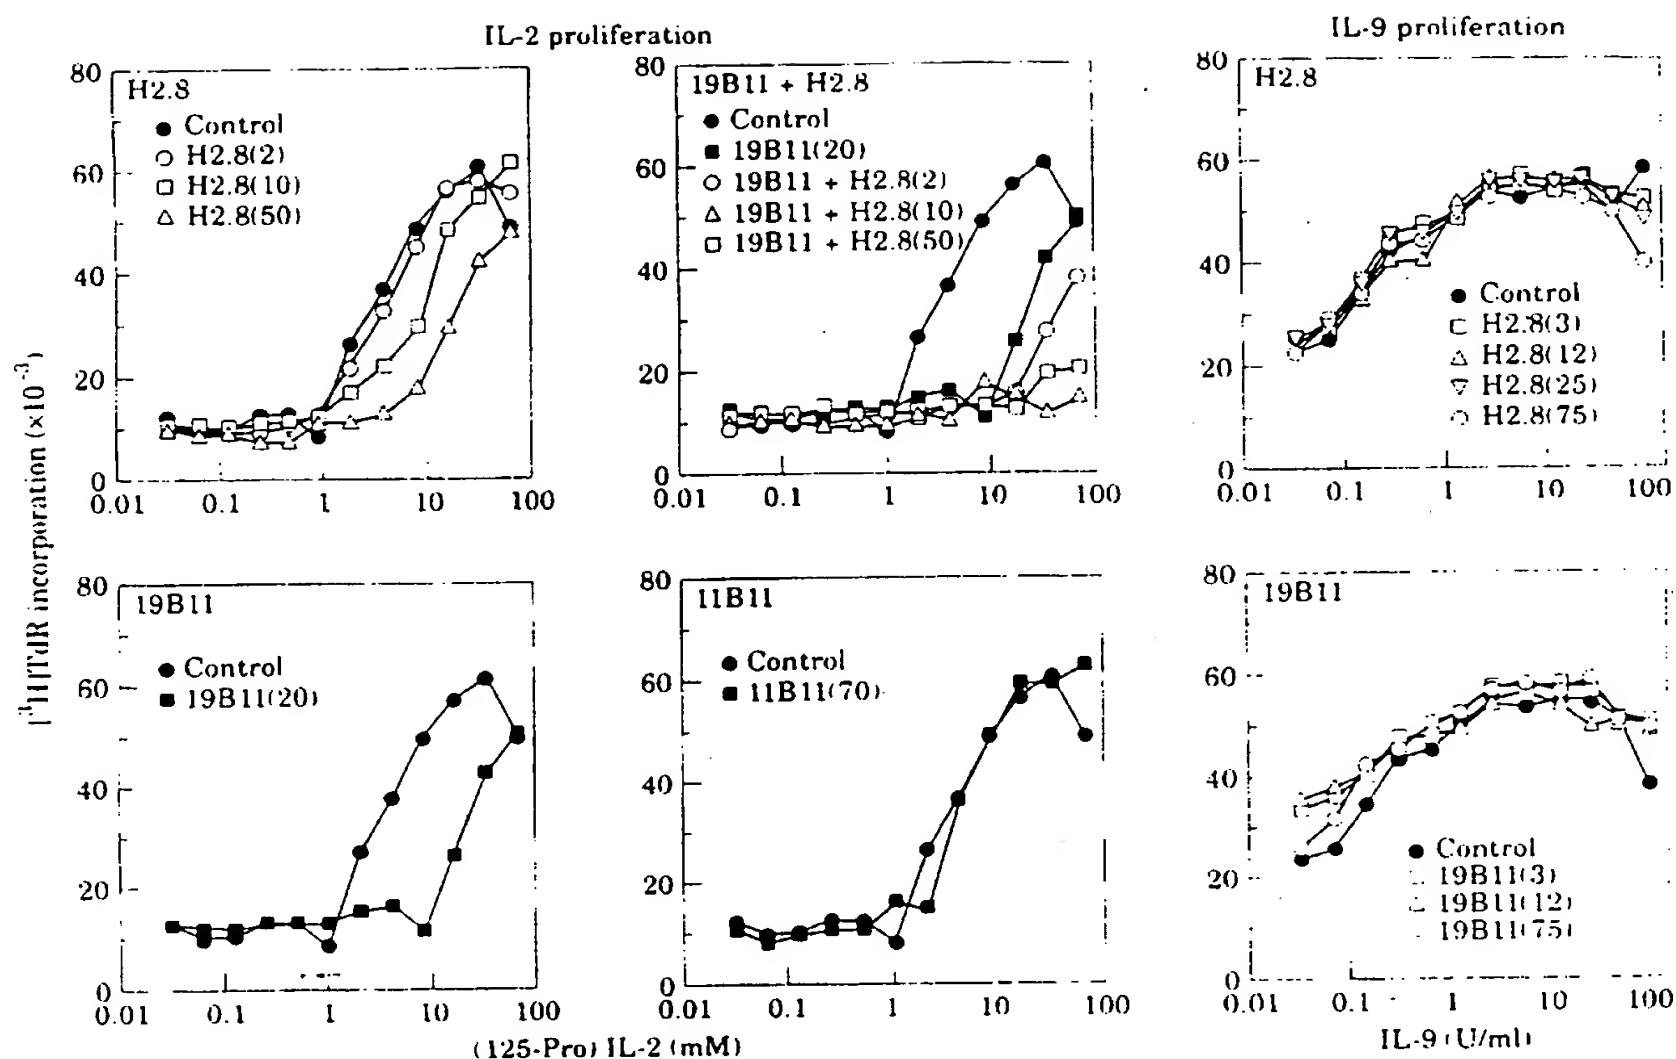 IL-2 proliferation
IL-9 proliferation
[³H]TdR incorporation (×10⁻³)
80
60
40
20
0
H2.8
Control
H2.8(2)
H2.8(10)
H2.8(50)
0.01 0.1 1 10 100
80
60
40
20
0
19B11 + H2.8
Control
19B11(20)
19B11 + H2.8(2)
19B11 + H2.8(10)
19B11 + H2.8(50)
0.01 0.1 1 10 100
80
60
40
20
0
H2.8
Control
H2.8(3)
H2.8(12)
H2.8(25)
H2.8(75)
0.01 0.1 1 10 100
80
60
40
20
0
19B11
Control
19B11(20)
0.01 0.1 1 10 100
80
60
40
20
0
11B11
Control
11B11(70)
0.01 0.1 1 10 100
(125-Pro) IL-2 (mM)
80
60
40
20
0
19B11
Control
19B11(3)
19B11(12)
19B11(75)
0.01 0.1 1 10 100
IL-9 (U/ml)